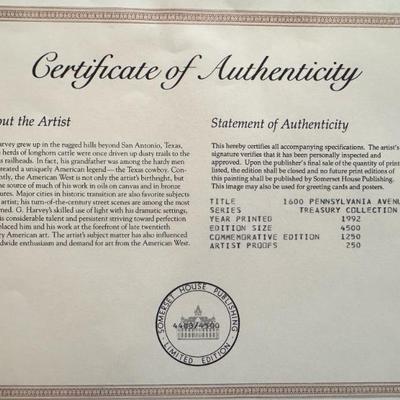 Certificate of Authenticity
out the Artist
arvey grew up in the rugged hills beyond San Antonio, Texas,
e herds of longhorn cattle were once driven up dusty trails to the
s railheads. In fact, his grandfather was among the hardy men
reated a uniquely American legend—the Texas cowboy. Con-
ntly, the American West is not only the artist's birthright, but
he source of much of his work in oils on canvas and in bronze
ures. Major cities in historic transition are also favorite subjects
artist; his turn-of-the-century street scenes are among the most
med. G. Harvey's skilled use of light with his dramatic settings,
is considerable talent and persistent striving toward perfection
placed him and his work at the forefront of late twentieth
ry American art. The artist's subject matter has also influenced
dwide enthusiasm and demand for art from the American West.
Statement of Authenticity
This hereby certifies all accompanying specifications. The artist's
signature verifies that it has been personally inspected and
approved. Upon the publisher's final sale of the quantity of print
listed, the edition shall be closed and no future print editions of
this painting shall be published by Somerset House Publishing.
This image may also be used for greeting cards and posters.
TITLE 1600 PENNSYLVANIA AVENU
SERIES TREASURY COLLECTION
YEAR PRINTED 1992
EDITION SIZE 4500
COMMEMORATIVE EDITION 1250
ARTIST PROOFS 250
SOMERSET HOUSE PUBLISHING
/4500
LIMITED EDITION